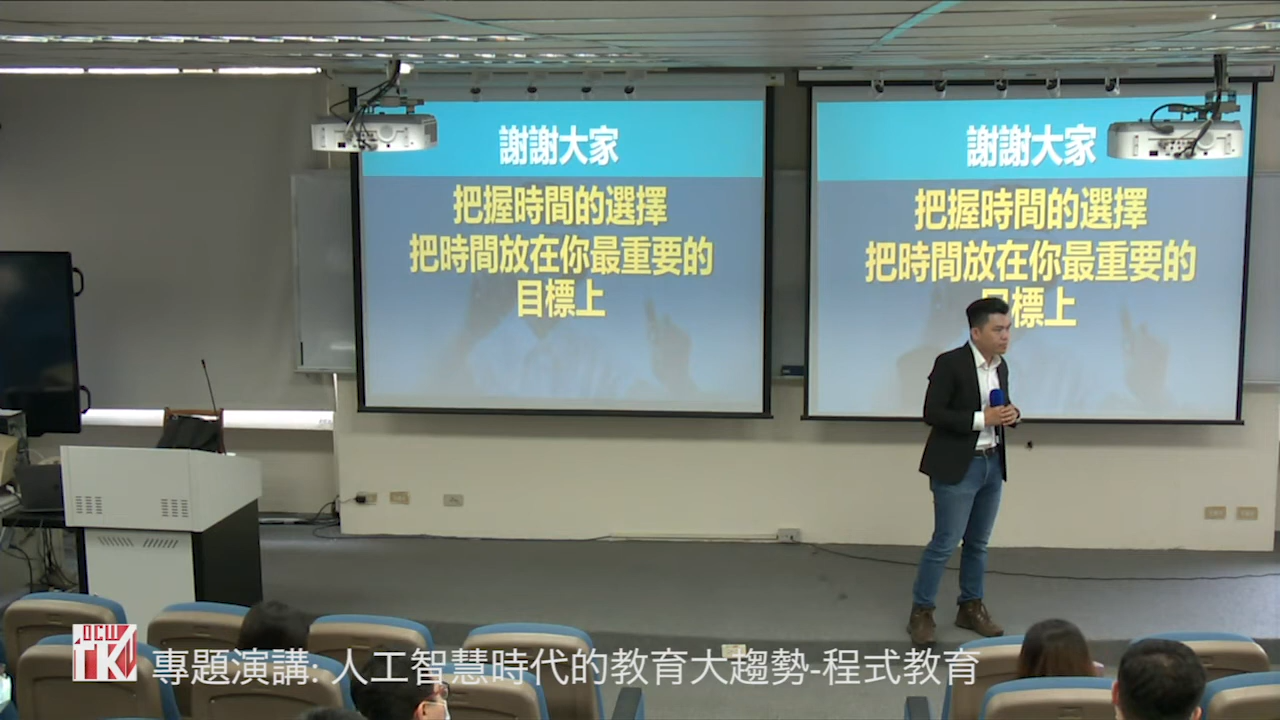 謝謝大家
把握時間的選擇
把時間放在你最重要的
目標上
謝謝大家
把握時間的選擇
把時間放在你最重要的
目標上
OCW
TK
專題演講: 人工智慧時代的教育大趨勢-程式教育